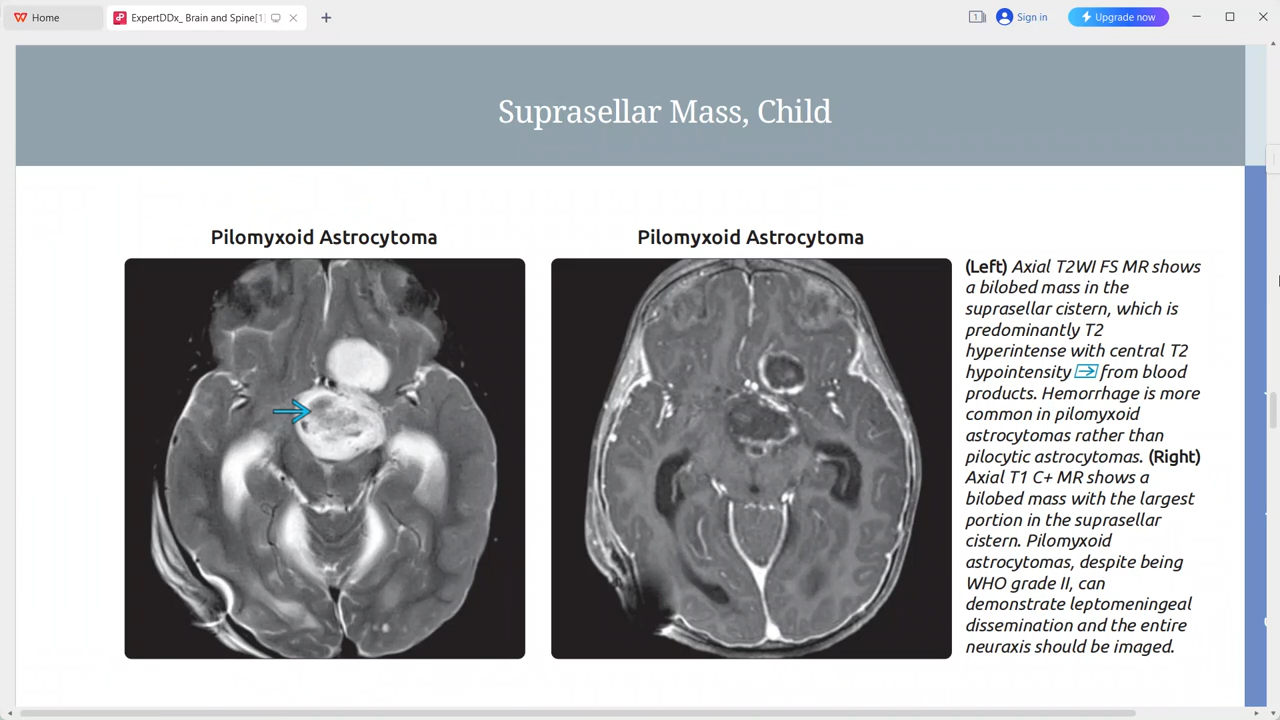 Home
ExpertDDx_ Brain and Spine[1]
1
Sign in
Upgrade now
Suprasellar Mass, Child
Pilomyxoid Astrocytoma
Pilomyxoid Astrocytoma
(Left) Axial T2WI FS MR shows
a bilobed mass in the
suprasellar cistern, which is
predominantly T2
hyperintense with central T2
hypointensity from blood
products. Hemorrhage is more
common in pilomyxoid
astrocytomas rather than
pilocytic astrocytomas. (Right)
Axial T1 C+ MR shows a
bilobed mass with the largest
portion in the suprasellar
cistern. Pilomyxoid
astrocytomas, despite being
WHO grade II, can
demonstrate leptomeningeal
dissemination and the entire
neuraxis should be imaged.